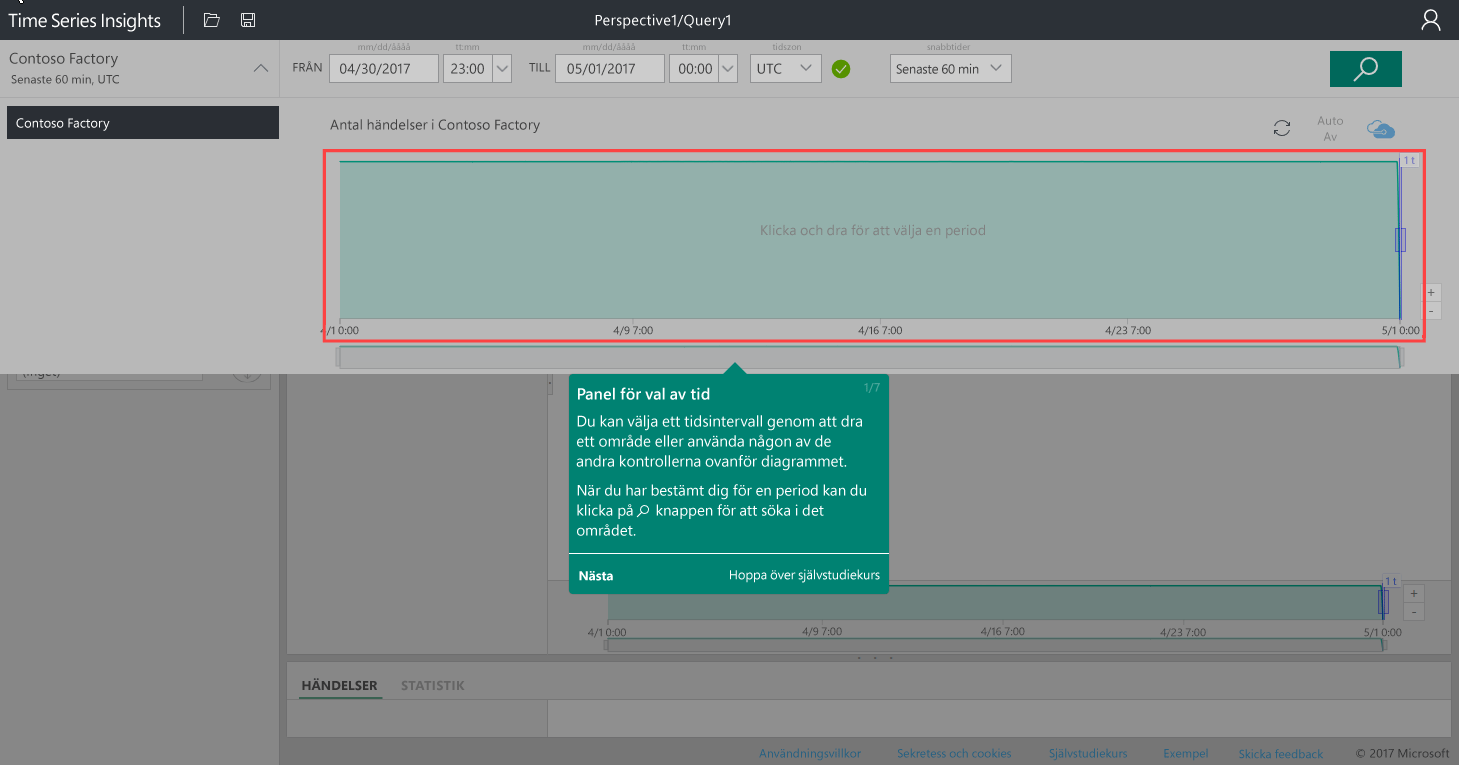 Time Series Insights
Perspective1/Query1
Contoso Factory
Senaste 60 min, UTC
mm/dd/åååå
tt:mm
mm/dd/åååå
tt:mm
tidszon
snabbtider
FRÅN
04/30/2017
23:00
TILL
05/01/2017
00:00
UTC
Senaste 60 min
Contoso Factory
Antal händelser i Contoso Factory
Auto
Av
1 t
Klicka och dra för att välja en period
+
-
4/1 0:00
4/9 7:00
4/16 7:00
4/23 7:00
5/1 0:00
Panel för val av tid
1/7
Du kan välja ett tidsintervall genom att dra
ett område eller använda någon av de
andra kontrollerna ovanför diagrammet.
När du har bestämt dig för en period kan du
klicka på knappen för att söka i det
området.
Nästa
Hoppa över självstudiekurs
1 t
+
-
4/1 0:00
4/9 7:00
4/16 7:00
4/23 7:00
5/1 0:00
HÄNDELSER
STATISTIK
Användningsvillkor
Sekretess och cookies
Självstudiekurs
Exempel
Skicka feedback
© 2017 Microsoft